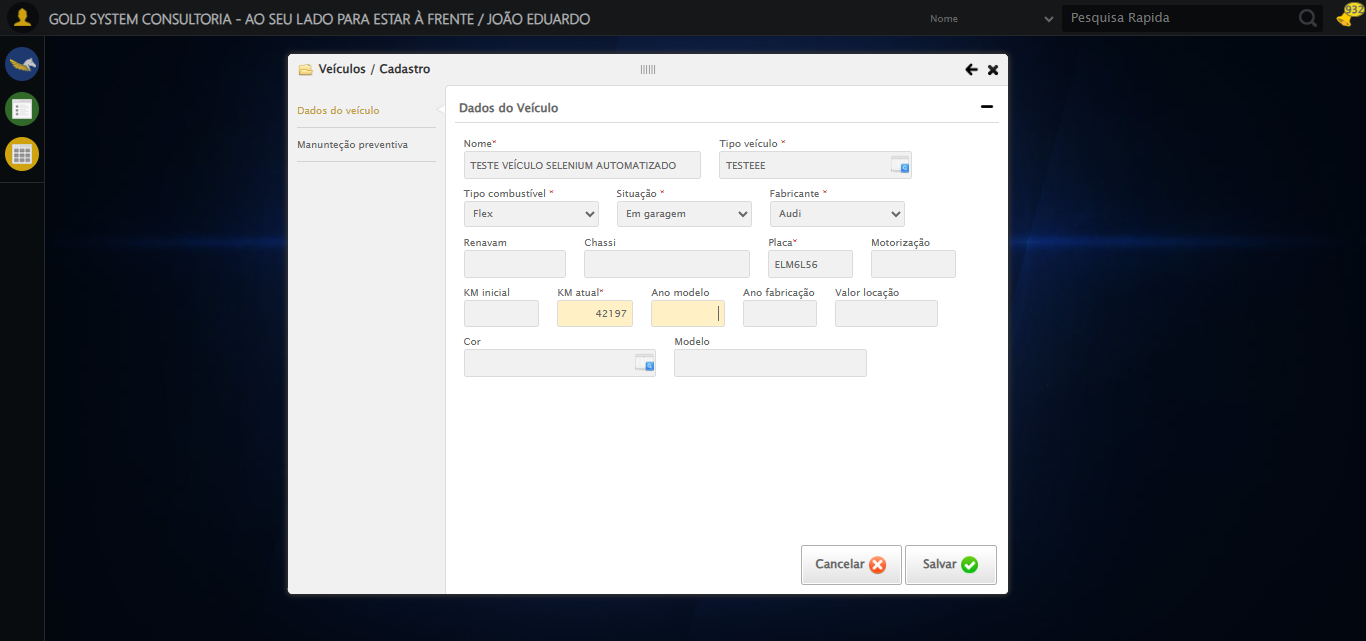 GOLD SYSTEM CONSULTORIA - AO SEU LADO PARA ESTAR À FRENTE / JOÃO EDUARDO
Nome
Pesquisa Rapida
932
Veículos / Cadastro
Dados do veículo
Manunteção preventiva
Dados do Veículo
Nome* Tipo veículo *
TESTE VEÍCULO SELENIUM AUTOMATIZADO TESTEEE
Tipo combustível * Situação * Fabricante *
Flex Em garagem Audi
Renavam Chassi Placa* Motorização
ELM6L56
KM inicial KM atual* Ano modelo Ano fabricação Valor locação
42197
Cor Modelo
Cancelar Salvar